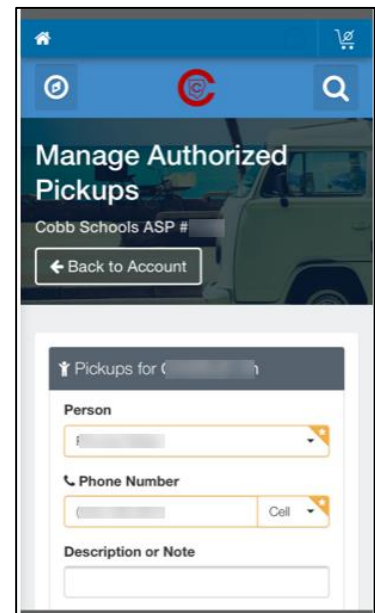 Manage Authorized
Pickups
Cobb Schools ASP #
Back to Account
Pickups for
Person
Phone Number
Cell
Description or Note